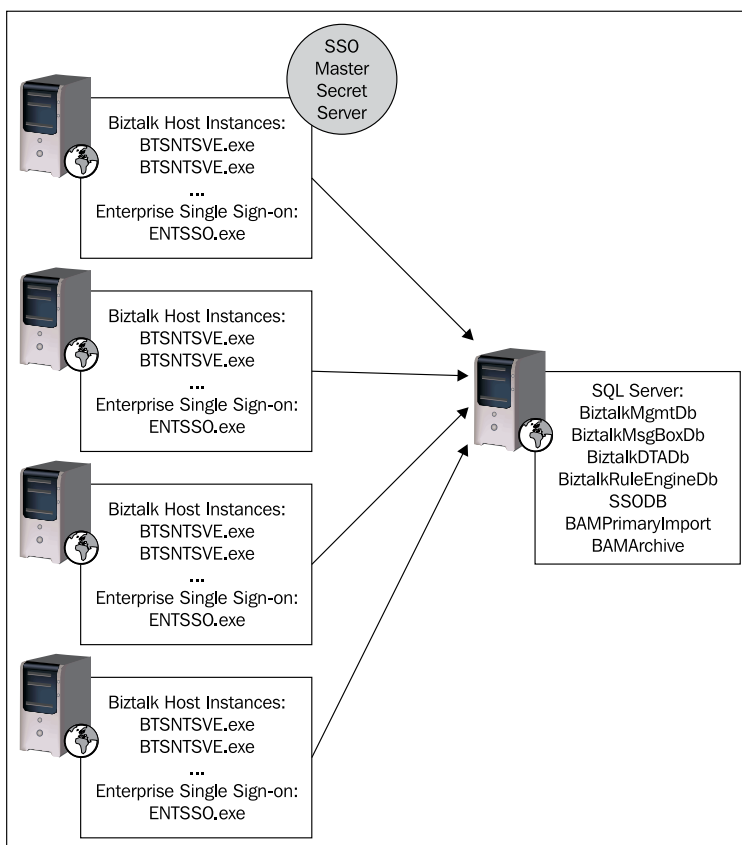 SSO
Master
Secret
Server
Biztalk Host Instances:
BTSNTSVE.exe
BTSNTSVE.exe
...
Enterprise Single Sign-on:
ENTSSO.exe
Biztalk Host Instances:
BTSNTSVE.exe
BTSNTSVE.exe
...
Enterprise Single Sign-on:
ENTSSO.exe
Biztalk Host Instances:
BTSNTSVE.exe
BTSNTSVE.exe
...
Enterprise Single Sign-on:
ENTSSO.exe
Biztalk Host Instances:
BTSNTSVE.exe
BTSNTSVE.exe
...
Enterprise Single Sign-on:
ENTSSO.exe
SQL Server:
BiztalkMgmtDb
BiztalkMsgBoxDb
BiztalkDTADb
BiztalkRuleEngineDb
SSODB
BAMPrimaryImport
BAMArchive